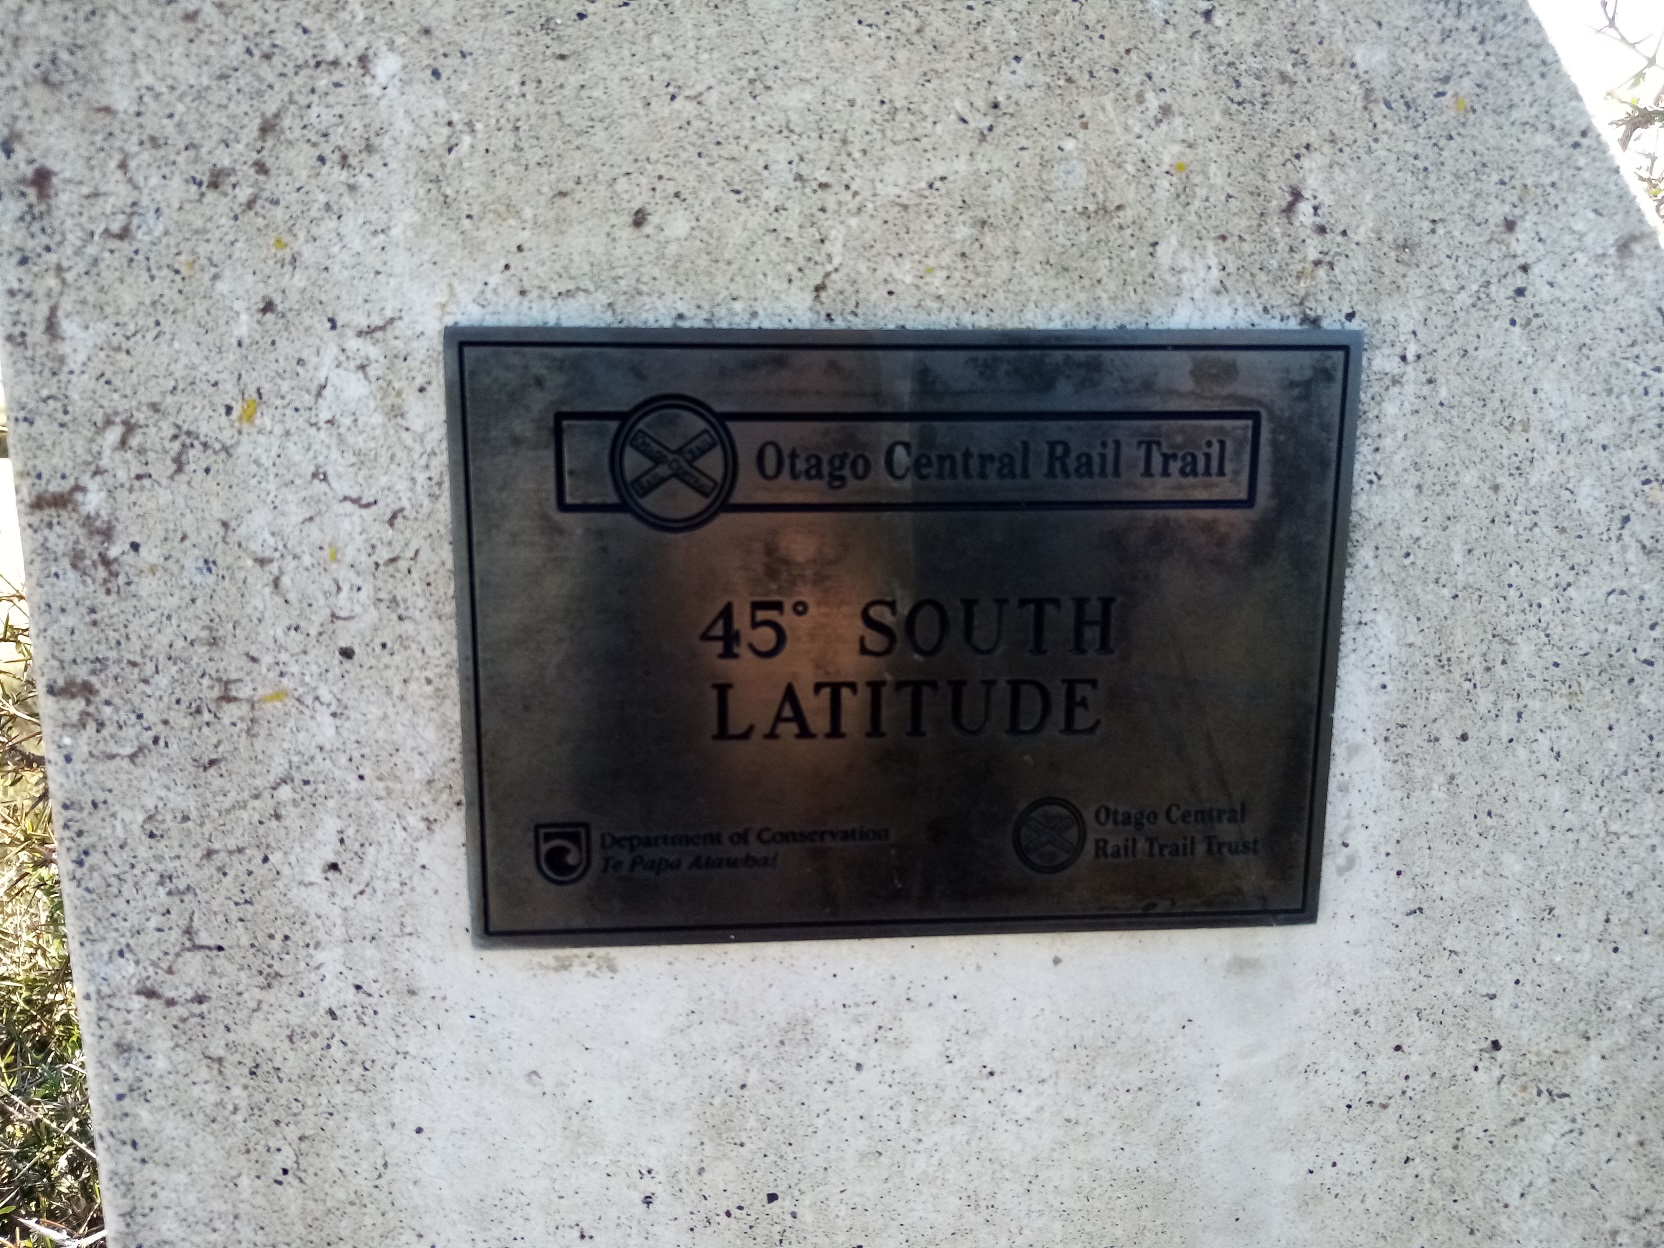 Otago Central Rail Trail
45° SOUTH
LATITUDE
Department of Conservation
Te Papa Atawhai
Otago Central
Rail Trail Trust